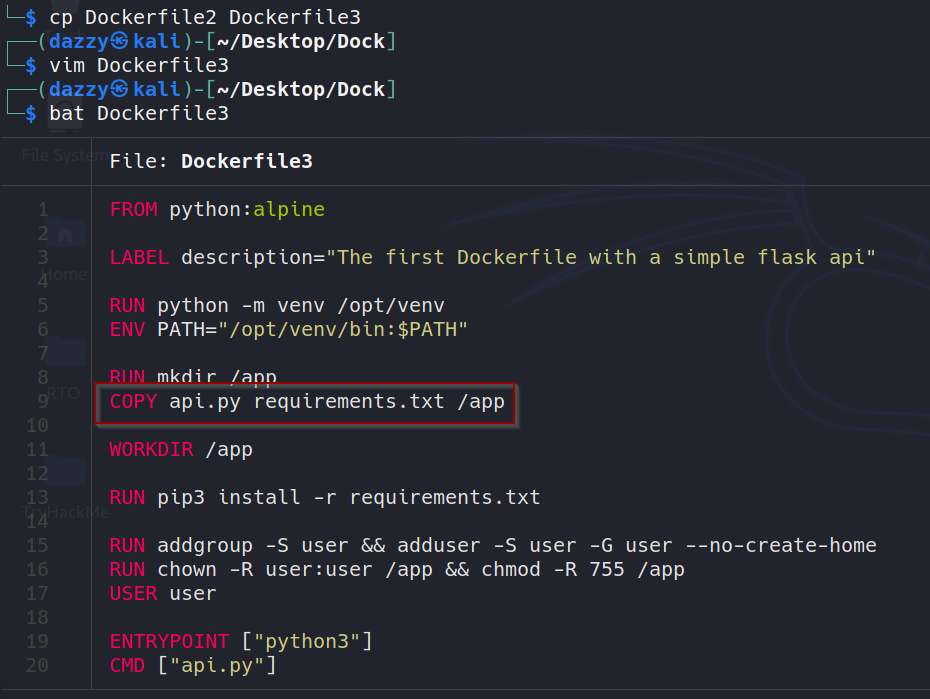 └─$ cp Dockerfile2 Dockerfile3
┌──(dazzy㉿kali)-[~/Desktop/Dock]
└─$ vim Dockerfile3
┌──(dazzy㉿kali)-[~/Desktop/Dock]
└─$ bat Dockerfile3
File System
File: Dockerfile3
1 FROM python:alpine
2
3 LABEL description="The first Dockerfile with a simple flask api"
Home
4
5 RUN python -m venv /opt/venv
6 ENV PATH="/opt/venv/bin:$PATH"
7
8 RUN mkdir /app
RTO
9 COPY api.py requirements.txt /app
10
11 WORKDIR /app
12
13 RUN pip3 install -r requirements.txt
TryHackMe
14
15 RUN addgroup -S user && adduser -S user -G user --no-create-home
16 RUN chown -R user:user /app && chmod -R 755 /app
17 USER user
18
19 ENTRYPOINT ["python3"]
20 CMD ["api.py"]